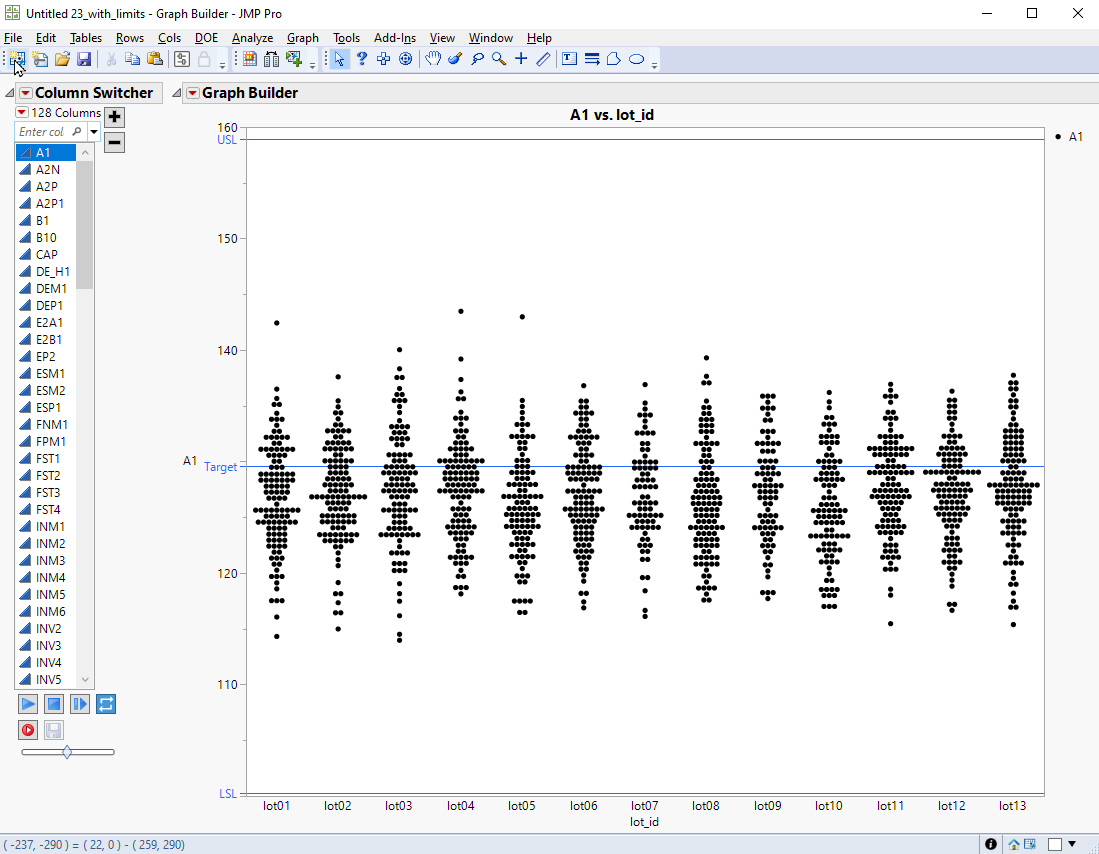 Untitled 23_with_limits - Graph Builder - JMP Pro
File Edit Tables Rows Cols DOE Analyze Graph Tools Add-Ins View Window Help
Column Switcher
128 Columns
Enter col
A1
A2N
A2P
A2P1
B1
B10
CAP
DE_H1
DEM1
DEP1
E2A1
E2B1
EP2
ESM1
ESM2
ESP1
FNM1
FPM1
FST1
FST2
FST3
FST4
INM1
INM2
INM3
INM4
INM5
INM6
INV2
INV3
INV4
INV5
Graph Builder
A1 vs. lot_id
160
USL
150
140
A1
Target
120
110
LSL
A1
lot01 lot02 lot03 lot04 lot05 lot06 lot07 lot08 lot09 lot10 lot11 lot12 lot13
lot_id
( -237, -290 ) = ( 22, 0 ) - ( 259, 290)